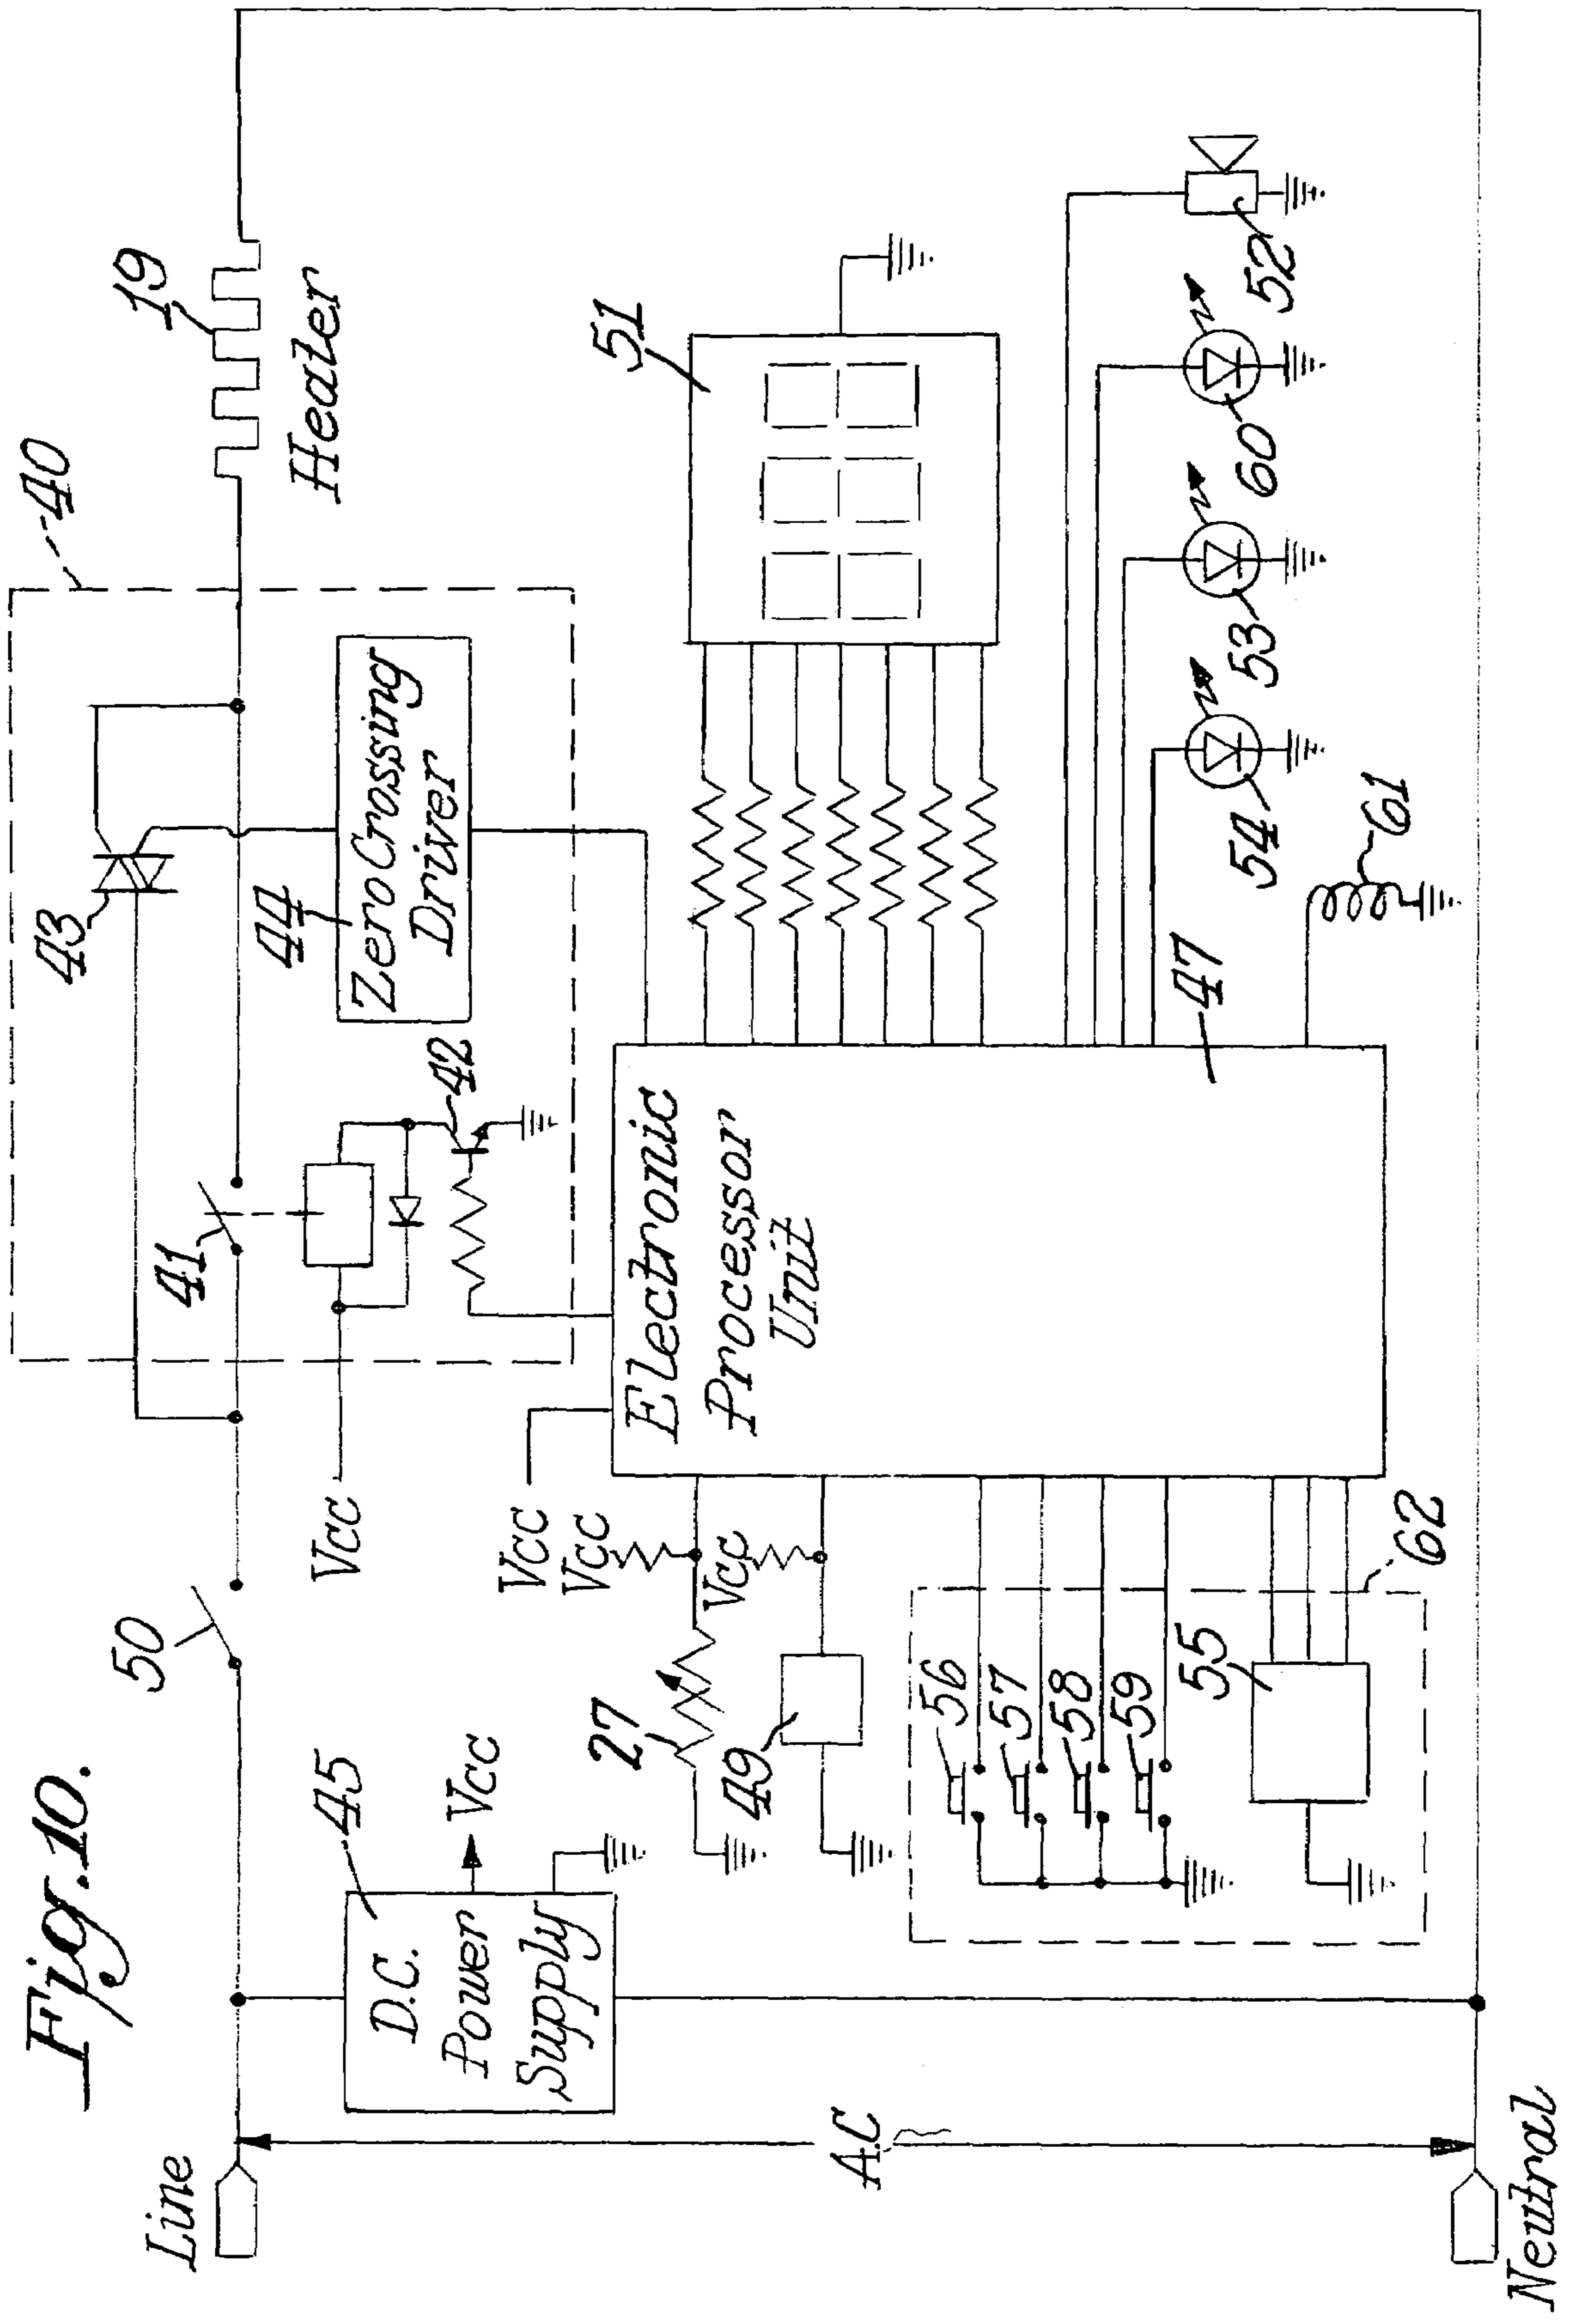 Fig.10.
Line
50
41
43
40
19
Heater
45
D.C.
Power
Supply
Vcc
Vcc
44
Zero Crossing
Driver
42
Vcc
Vcc
Vcc
27
49
Electronic
Processor
Unit
47
51
56
57
58
59
55
62
54
53
60
52
61
A.C
Neutral